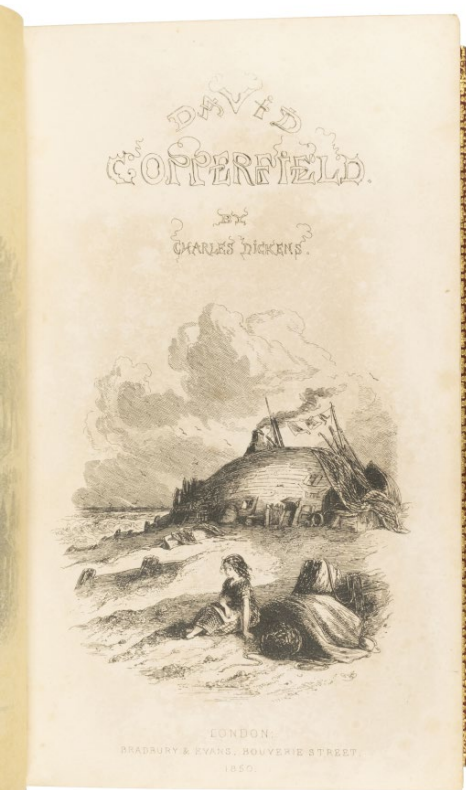 DAVID
COPPERFIELD.
BY
CHARLES DICKENS.
LONDON.
BRADBURY & EVANS, BOUVERIE STREET.
1850.